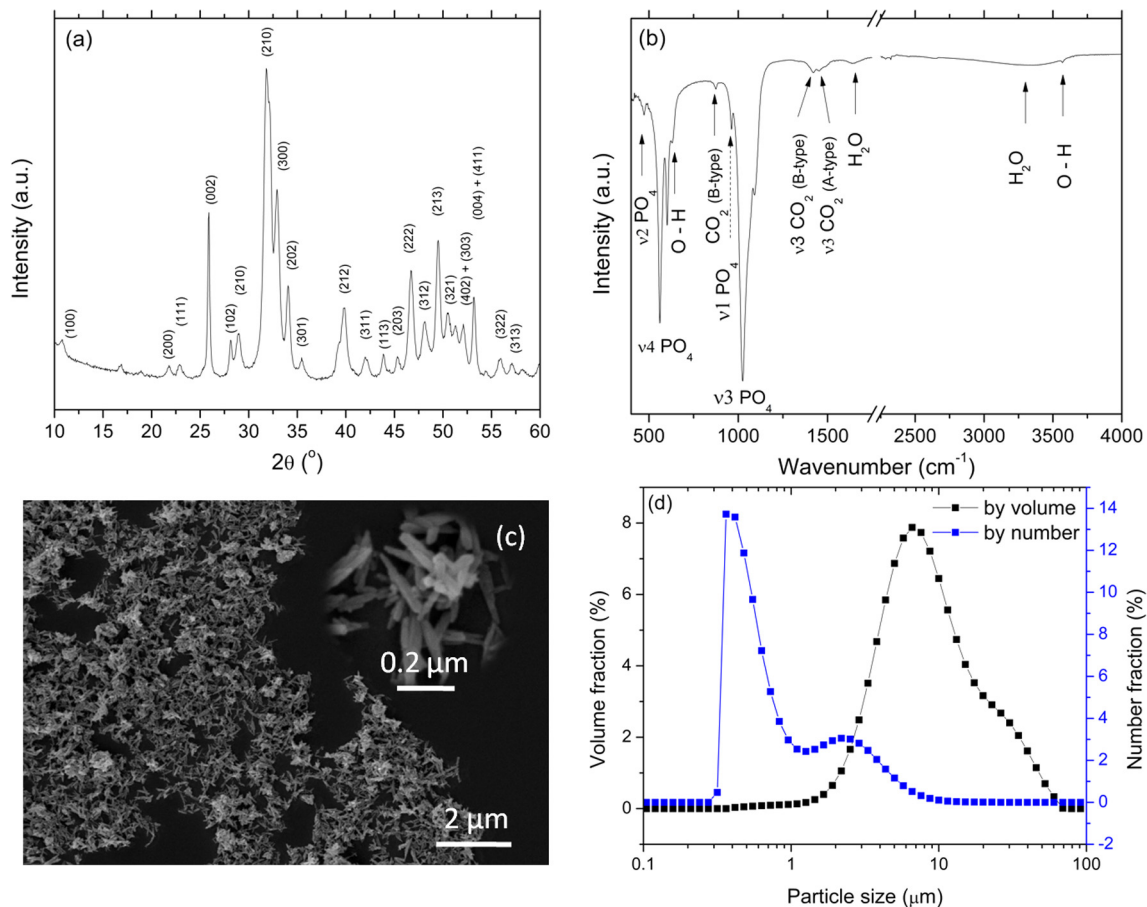 (a)
(100)
(200)
(111)
(002)
(102)
(210)
(210)
(300)
(202)
(301)
(212)
(311)
(113)
(203)
(222)
(312)
(213)
(321)
(402) + (303)
(004) + (411)
(322)
(313)
Intensity (a.u.)
10 15 20 25 30 35 40 45 50 55 60
2θ (°)
(b)
ν2 PO₄
ν4 PO₄
O - H
CO₂ (B-type)
ν1 PO₄
ν3 PO₄
ν3 CO₂ (B-type)
ν3 CO₂ (A-type)
H₂O
H₂O
O - H
Intensity (a.u.)
500 1000 1500 2500 3000 3500 4000
Wavenumber (cm⁻¹)
(c)
0.2 µm
2 µm
(d)
by volume
by number
8
6
4
2
0
Volume fraction (%)
14
12
10
8
6
4
2
0
-2
Number fraction (%)
0.1 1 10 100
Particle size (µm)